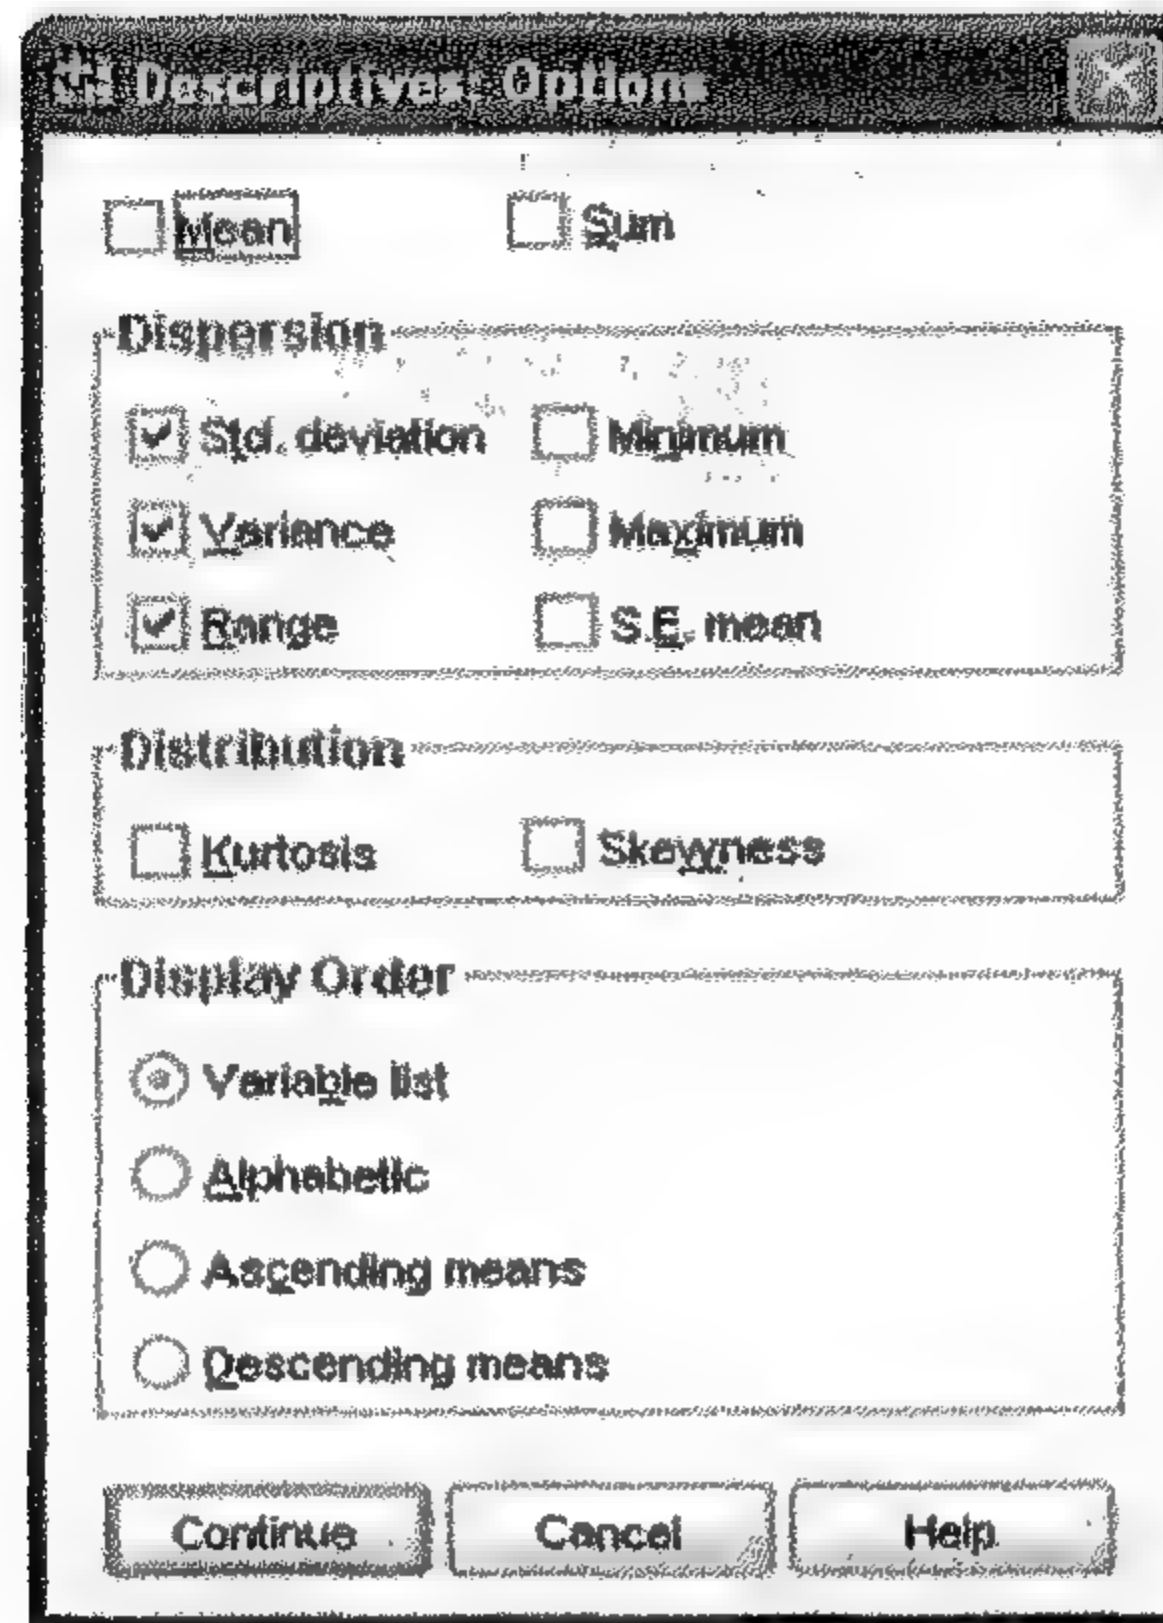 Descriptives: Options
Mean Sum
Dispersion
Std. deviation Minimum
Variance Maximum
Range S.E. mean
Distribution
Kurtosis Skewness
Display Order
Variable list
Alphabetic
Ascending means
Descending means
Continue Cancel Help